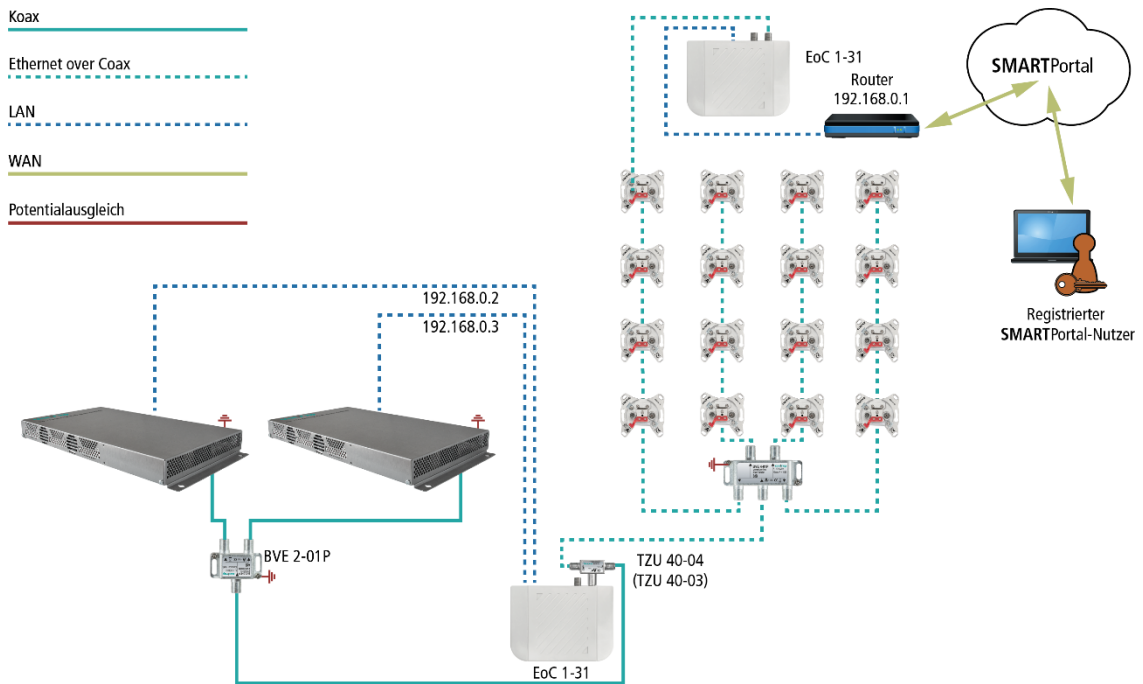 Koax
Ethernet over Coax
LAN
WAN
Potentialausgleich
EoC 1-31
Router
192.168.0.1
SMARTPortal
Registrierter
SMARTPortal-Nutzer
192.168.0.2
192.168.0.3
BVE 2-01P
TZU 40-04
(TZU 40-03)
EoC 1-31